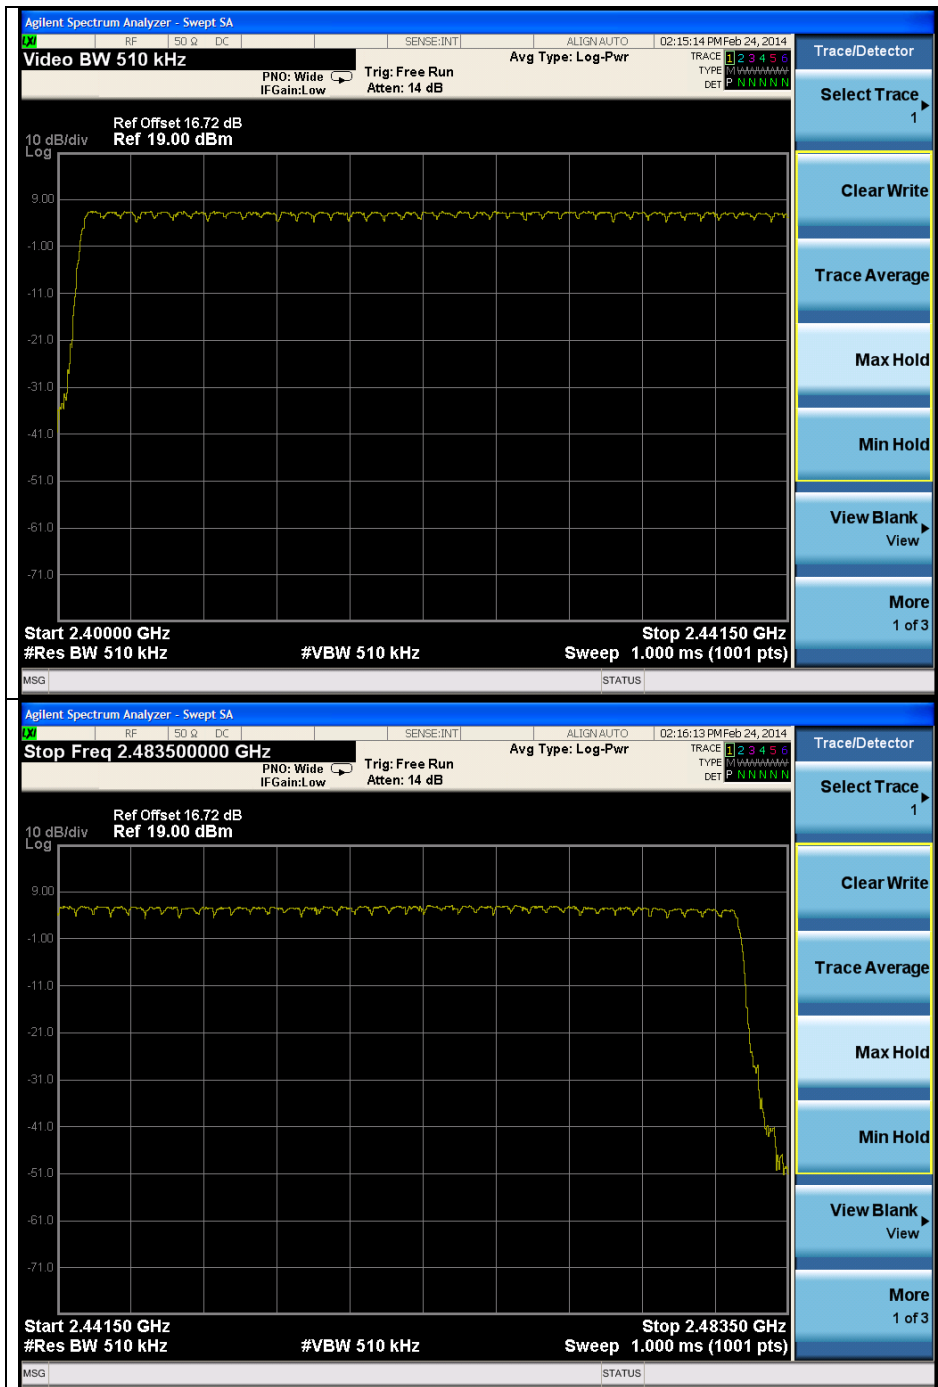 Agilent Spectrum Analyzer - Swept SA
LXI RF 50 Ω DC SENSE:INT ALIGN AUTO 02:15:14 PM Feb 24, 2014
Video BW 510 kHz
PNO: Wide
IFGain:Low
Trig: Free Run
Atten: 14 dB
Avg Type: Log-Pwr
TRACE 1 2 3 4 5 6
TYPE M WWWWW
DET P N N N N N
Ref Offset 16.72 dB
10 dB/div Ref 19.00 dBm
Log
9.00
-1.00
-11.0
-21.0
-31.0
-41.0
-51.0
-61.0
-71.0
Start 2.40000 GHz Stop 2.44150 GHz
#Res BW 510 kHz #VBW 510 kHz Sweep 1.000 ms (1001 pts)
MSG STATUS
Trace/Detector
Select Trace
1
Clear Write
Trace Average
Max Hold
Min Hold
View Blank
View
More
1 of 3
Agilent Spectrum Analyzer - Swept SA
LXI RF 50 Ω DC SENSE:INT ALIGN AUTO 02:16:13 PM Feb 24, 2014
Stop Freq 2.483500000 GHz
PNO: Wide
IFGain:Low
Trig: Free Run
Atten: 14 dB
Avg Type: Log-Pwr
TRACE 1 2 3 4 5 6
TYPE M WWWWW
DET P N N N N N
Ref Offset 16.72 dB
10 dB/div Ref 19.00 dBm
Log
9.00
-1.00
-11.0
-21.0
-31.0
-41.0
-51.0
-61.0
-71.0
Start 2.44150 GHz Stop 2.48350 GHz
#Res BW 510 kHz #VBW 510 kHz Sweep 1.000 ms (1001 pts)
MSG STATUS
Trace/Detector
Select Trace
1
Clear Write
Trace Average
Max Hold
Min Hold
View Blank
View
More
1 of 3